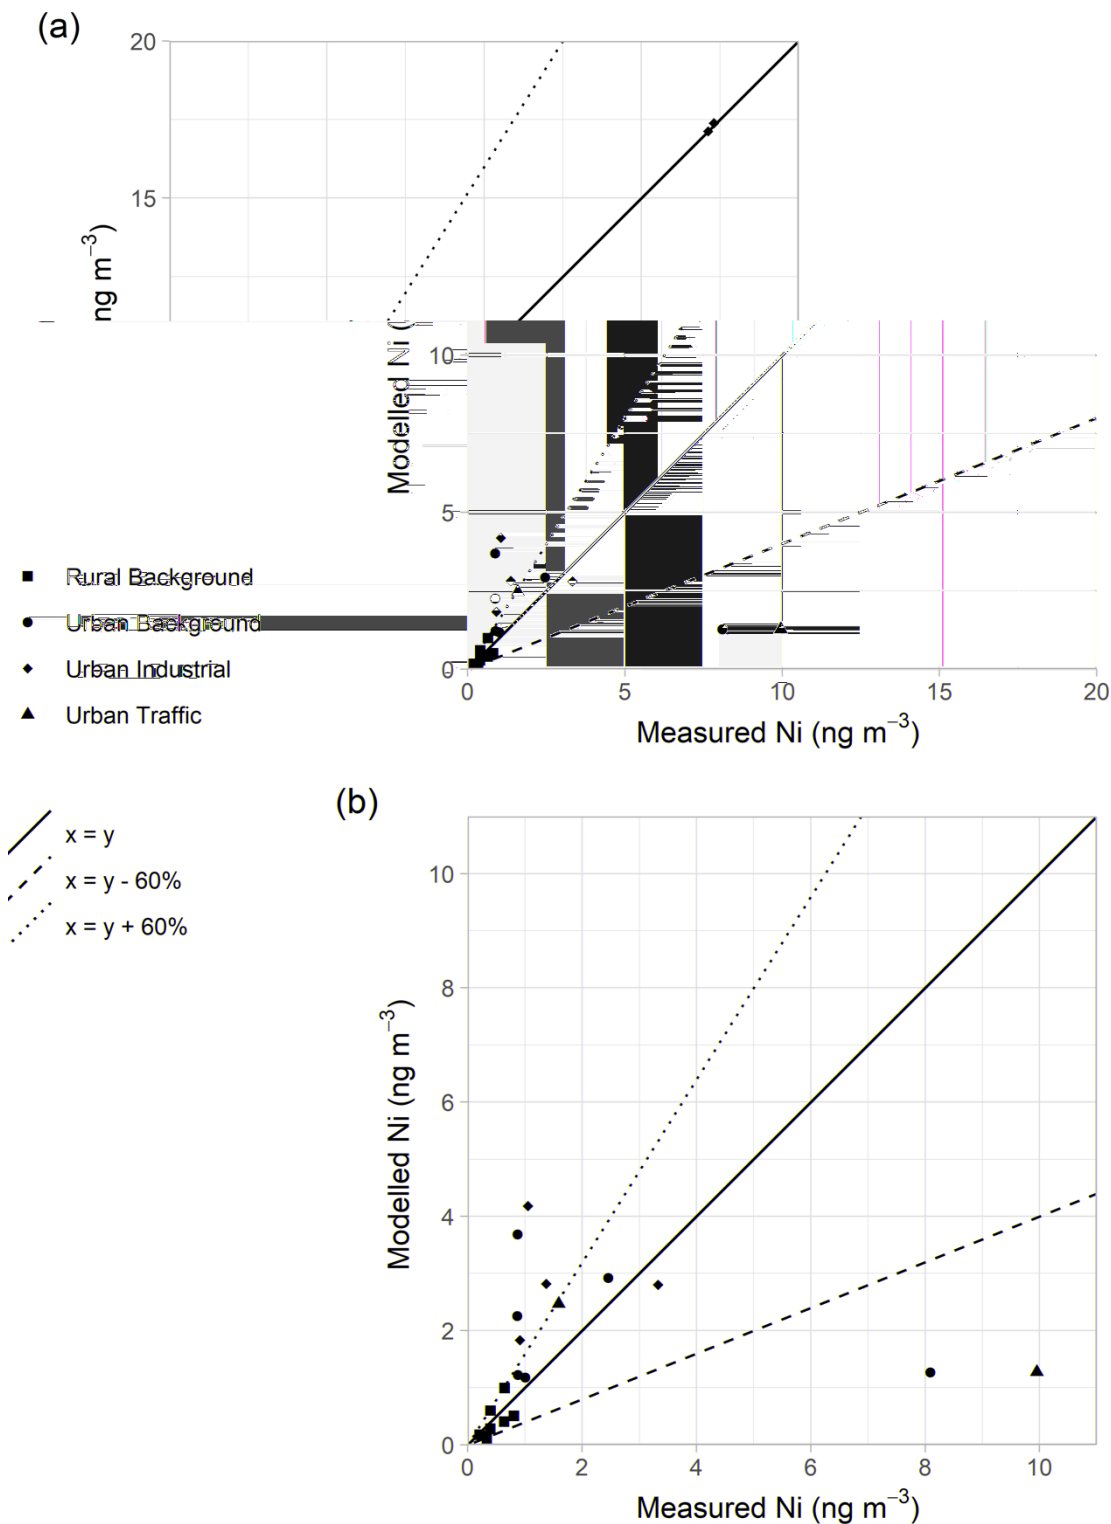 (a)
20
15
ng m⁻³)
Modelled Ni (
10
5
0
Rural Background
Urban Background
Urban Industrial
Urban Traffic
0 5 10 15 20
Measured Ni (ng m⁻³)
x = y
x = y - 60%
x = y + 60%
(b)
10
8
6
4
2
0
Modelled Ni (ng m⁻³)
0 2 4 6 8 10
Measured Ni (ng m⁻³)